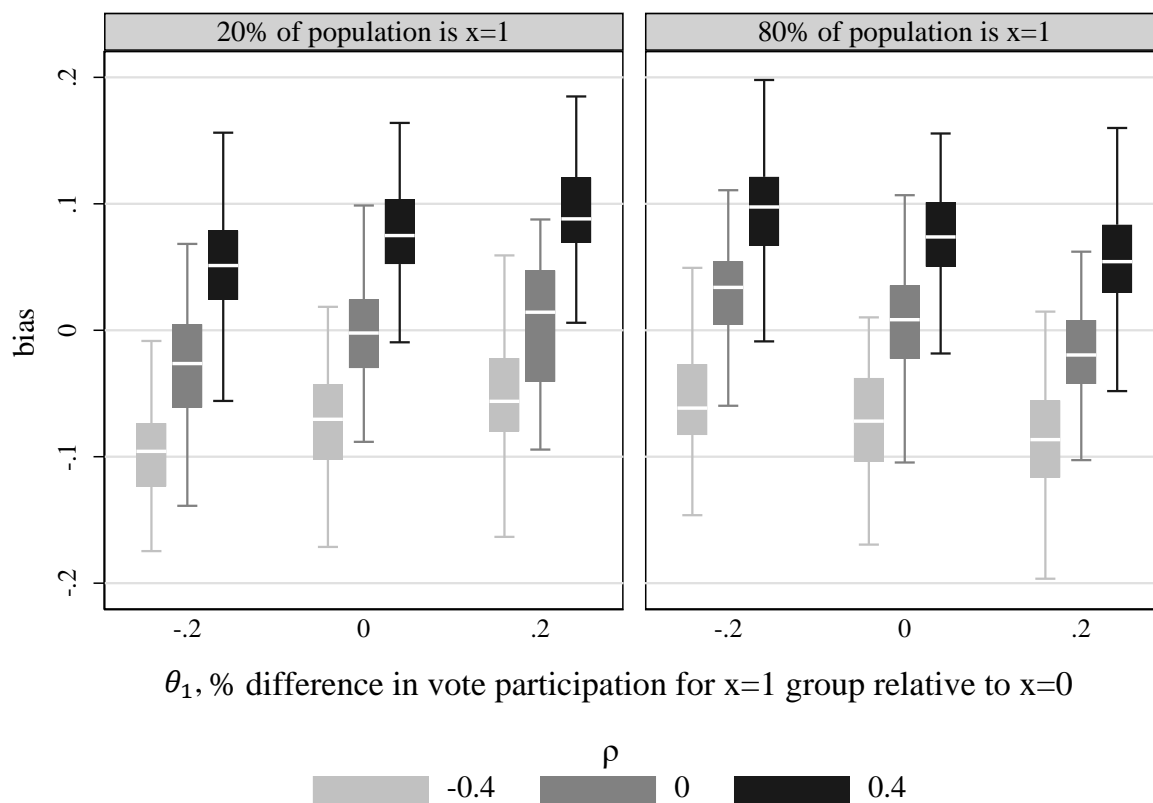 20% of population is x=1
80% of population is x=1
.2
.1
0
-.1
-.2
bias
-.2 0 .2
-.2 0 .2
θ₁, % difference in vote participation for x=1 group relative to x=0
ρ
-0.4 0 0.4